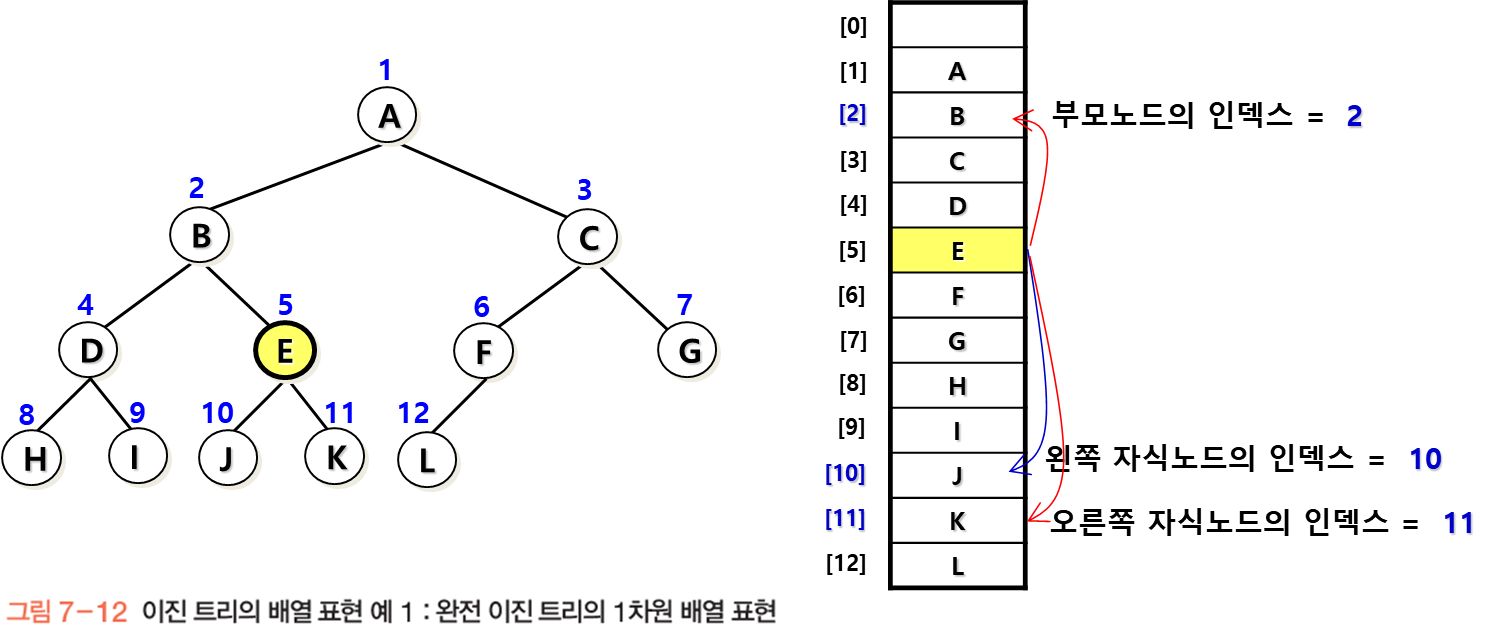 1
A
2
3
B
C
4
5
6
7
D
E
F
G
8
9
10
11
12
H
I
J
K
L
[0]
[1] A
[2] B 부모노드의 인덱스 = 2
[3] C
[4] D
[5] E
[6] F
[7] G
[8] H
[9] I
[10] J 왼쪽 자식노드의 인덱스 = 10
[11] K 오른쪽 자식노드의 인덱스 = 11
[12] L
그림 7-12 이진 트리의 배열 표현 예 1 : 완전 이진 트리의 1차원 배열 표현